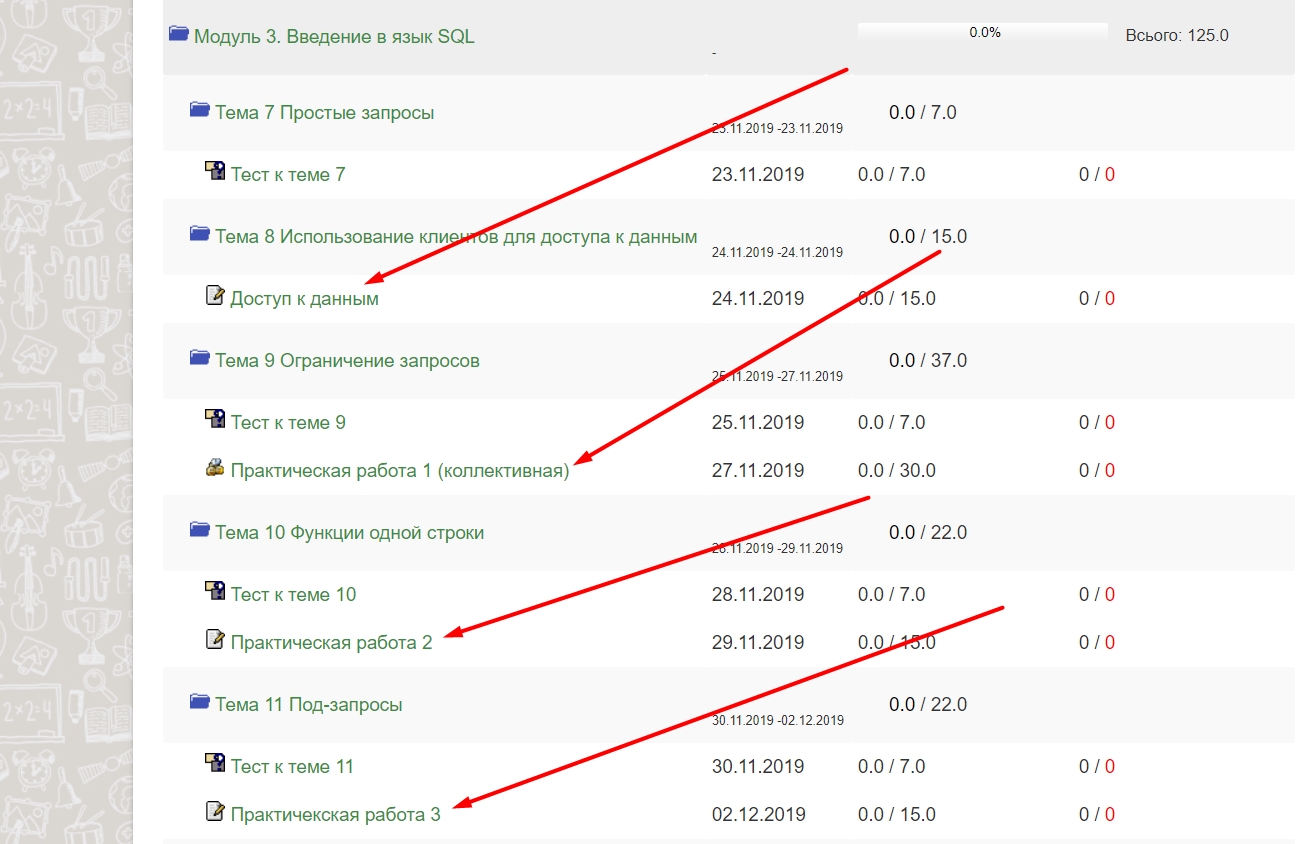 Модуль 3. Введение в язык SQL - 0.0% Всього: 125.0
Тема 7 Простые запросы 23.11.2019 -23.11.2019 0.0 / 7.0
Тест к теме 7 23.11.2019 0.0 / 7.0 0 / 0
Тема 8 Использование клиентов для доступа к данным 24.11.2019 -24.11.2019 0.0 / 15.0
Доступ к данным 24.11.2019 0.0 / 15.0 0 / 0
Тема 9 Ограничение запросов 25.11.2019 -27.11.2019 0.0 / 37.0
Тест к теме 9 25.11.2019 0.0 / 7.0 0 / 0
Практическая работа 1 (коллективная) 27.11.2019 0.0 / 30.0 0 / 0
Тема 10 Функции одной строки 28.11.2019 -29.11.2019 0.0 / 22.0
Тест к теме 10 28.11.2019 0.0 / 7.0 0 / 0
Практическая работа 2 29.11.2019 0.0 / 15.0 0 / 0
Тема 11 Под-запросы 30.11.2019 -02.12.2019 0.0 / 22.0
Тест к теме 11 30.11.2019 0.0 / 7.0 0 / 0
Практичекская работа 3 02.12.2019 0.0 / 15.0 0 / 0